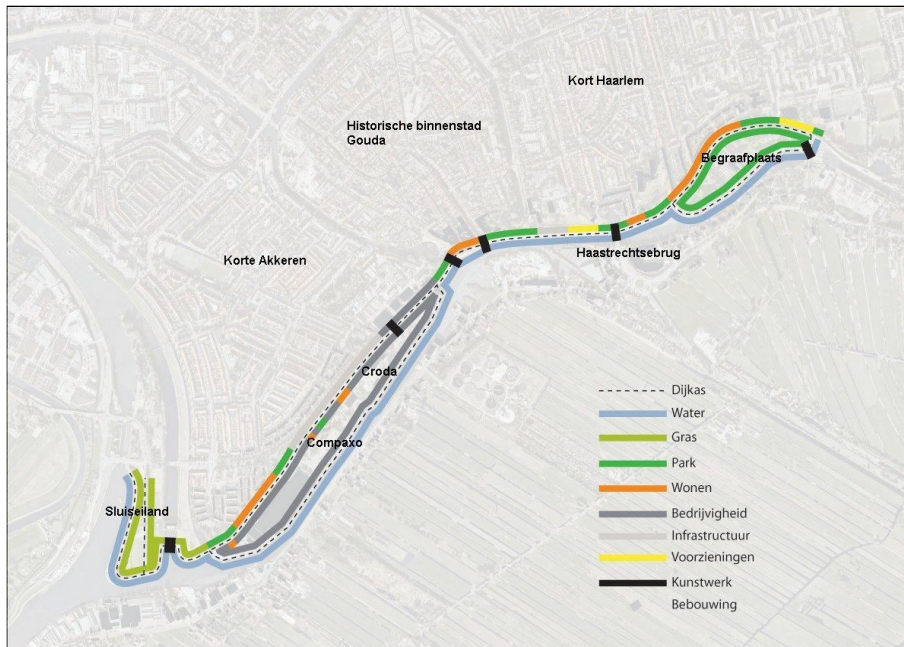 Kort Haarlem
Historische binnenstad
Gouda
Begraafplaats
Haastrechtsebrug
Korte Akkeren
Croda
Compaxo
Sluiseiland
Dijkas
Water
Gras
Park
Wonen
Bedrijvigheid
Infrastructuur
Voorzieningen
Kunstwerk
Bebouwing